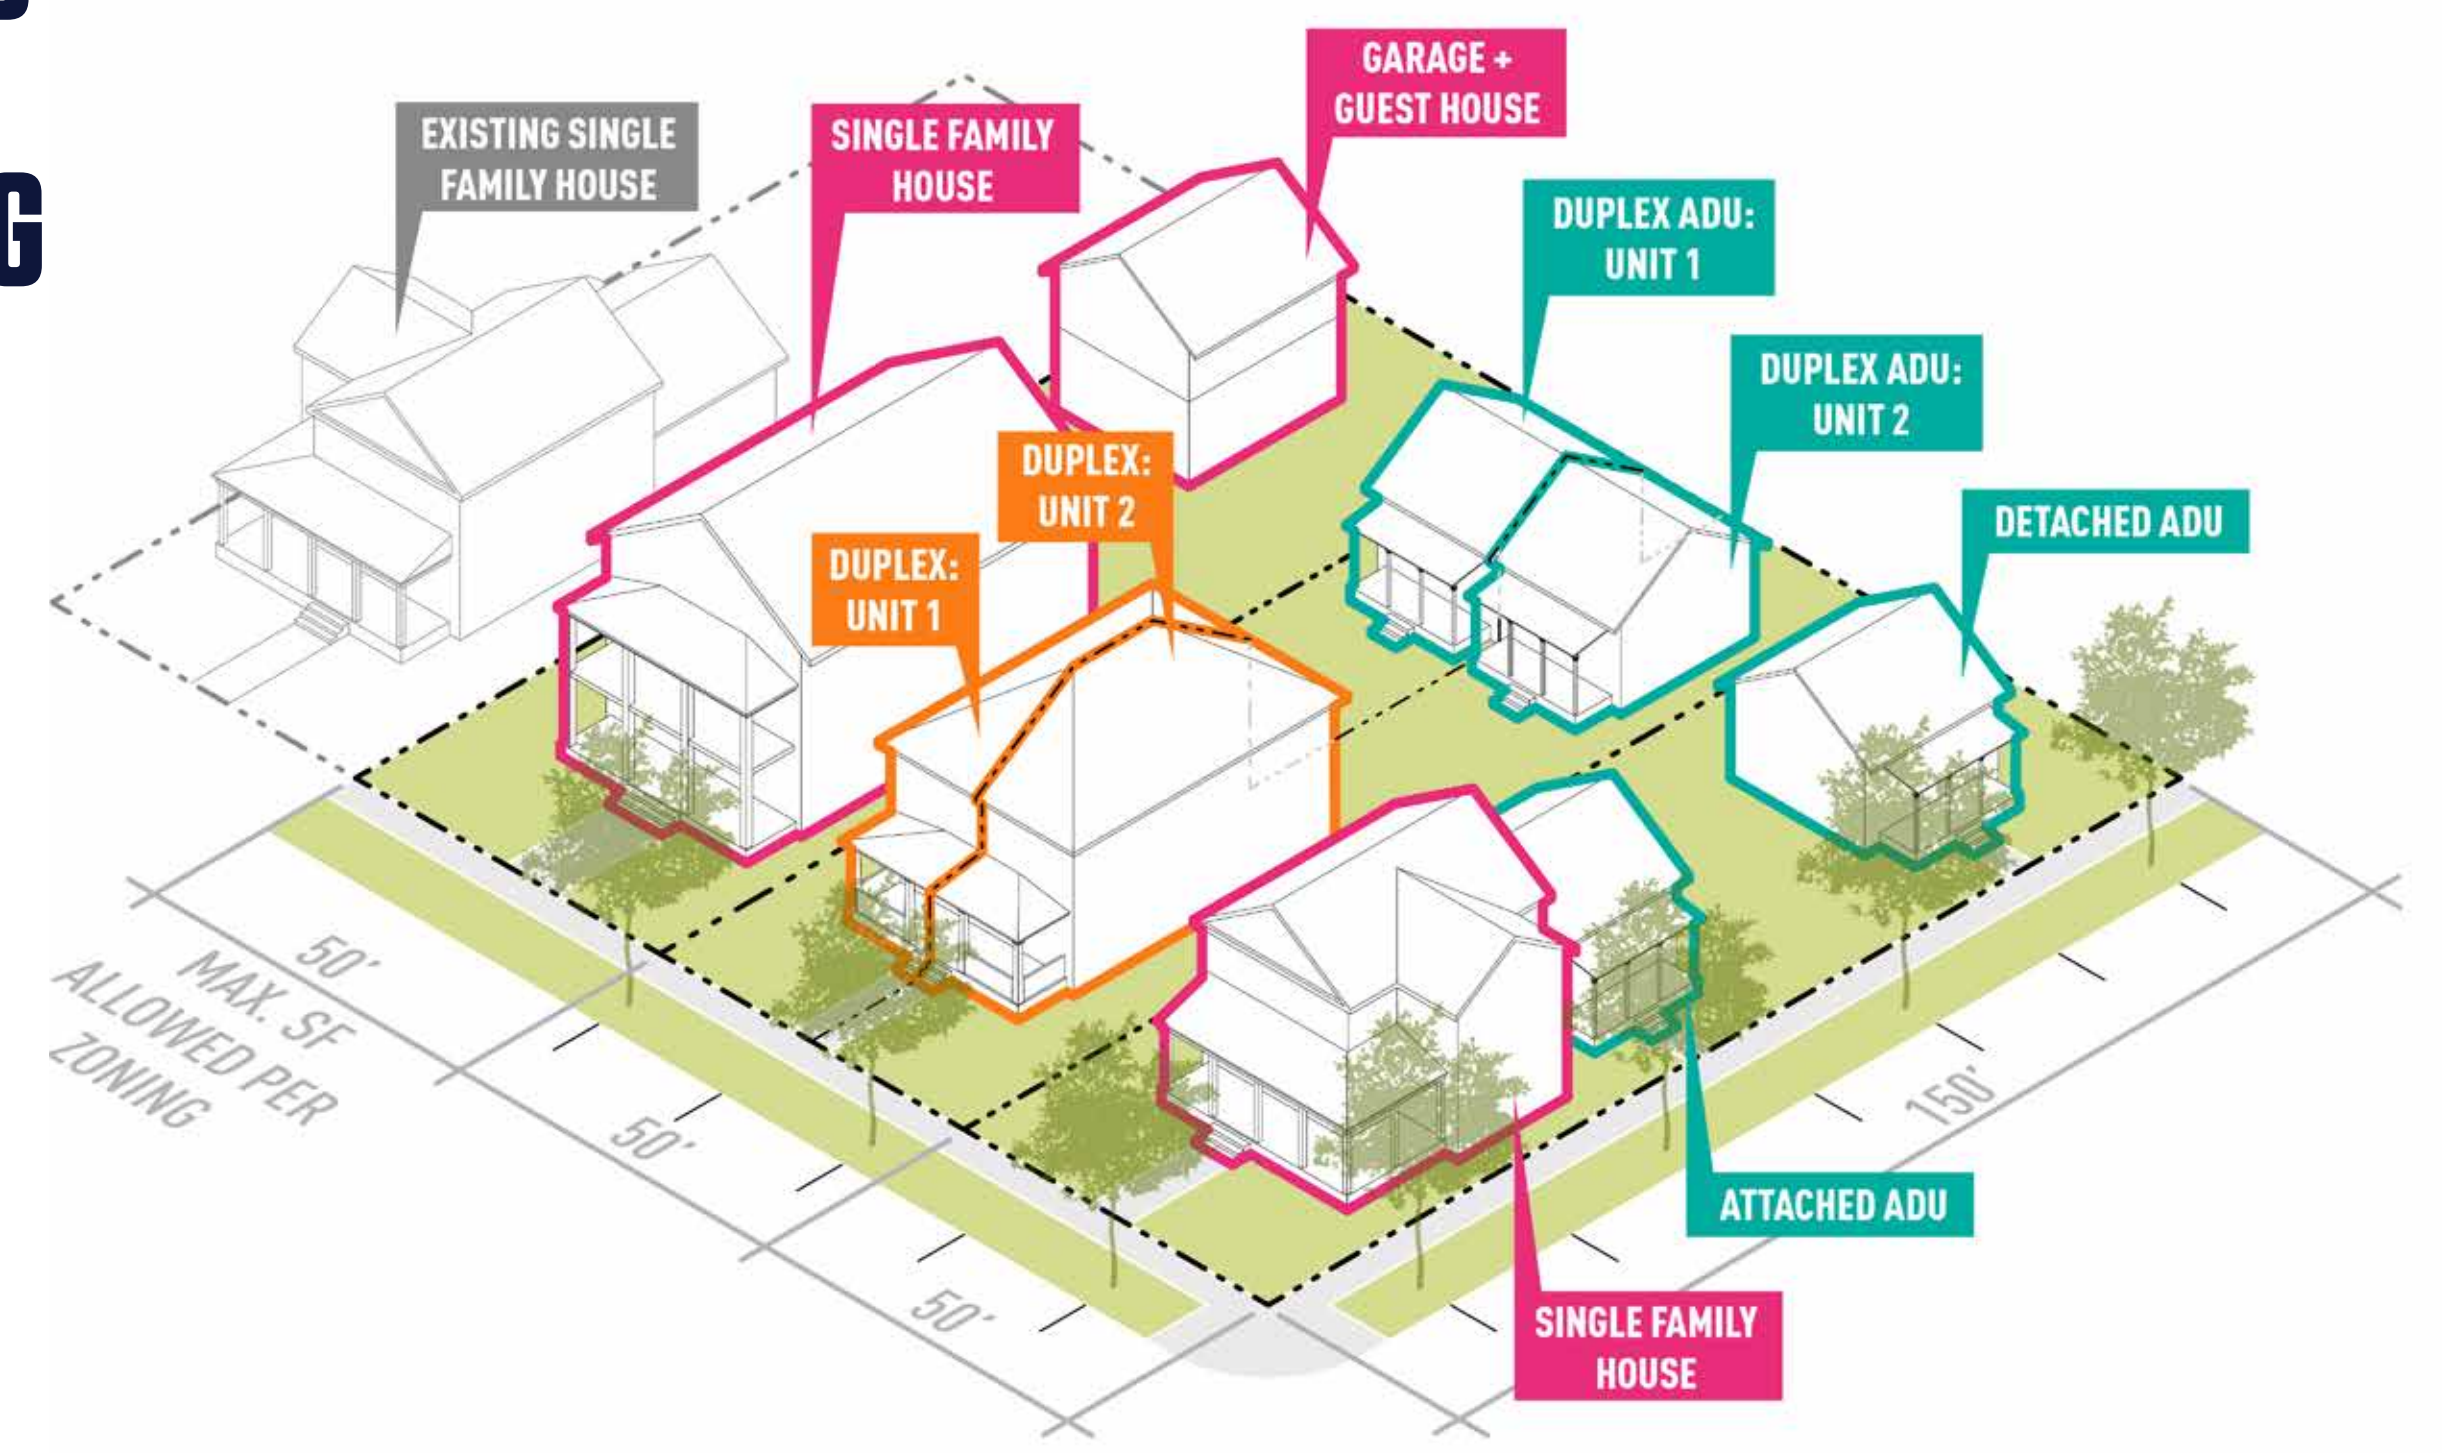 G
EXISTING SINGLE
FAMILY HOUSE
SINGLE FAMILY
HOUSE
GARAGE +
GUEST HOUSE
DUPLEX ADU:
UNIT 1
DUPLEX ADU:
UNIT 2
DETACHED ADU
DUPLEX:
UNIT 2
DUPLEX:
UNIT 1
50'
MAX. SF
ALLOWED PER
ZONING
50'
50'
150'
ATTACHED ADU
SINGLE FAMILY
HOUSE